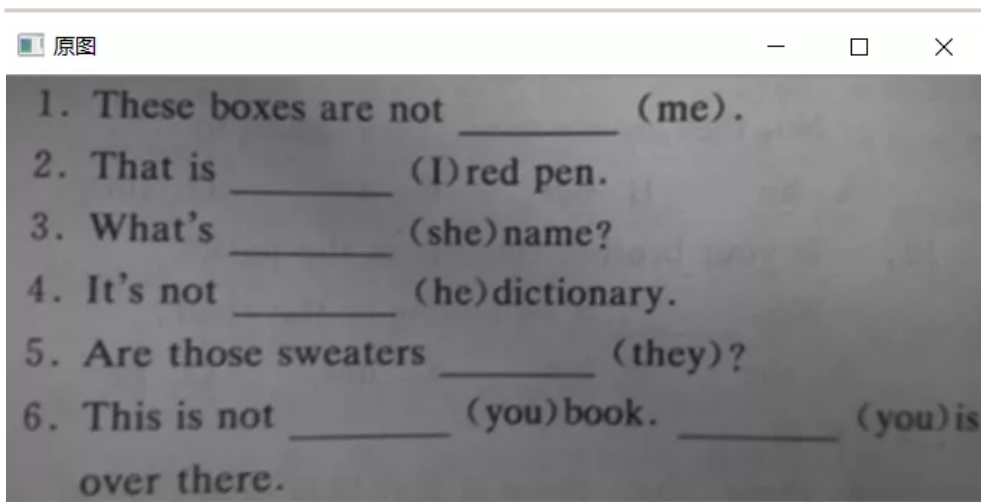 原图
1. These boxes are not ________ (me).
2. That is ________ (I)red pen.
3. What's ________ (she)name?
4. It's not ________ (he)dictionary.
5. Are those sweaters ________ (they)?
6. This is not ________ (you)book. ________ (you)is
over there.